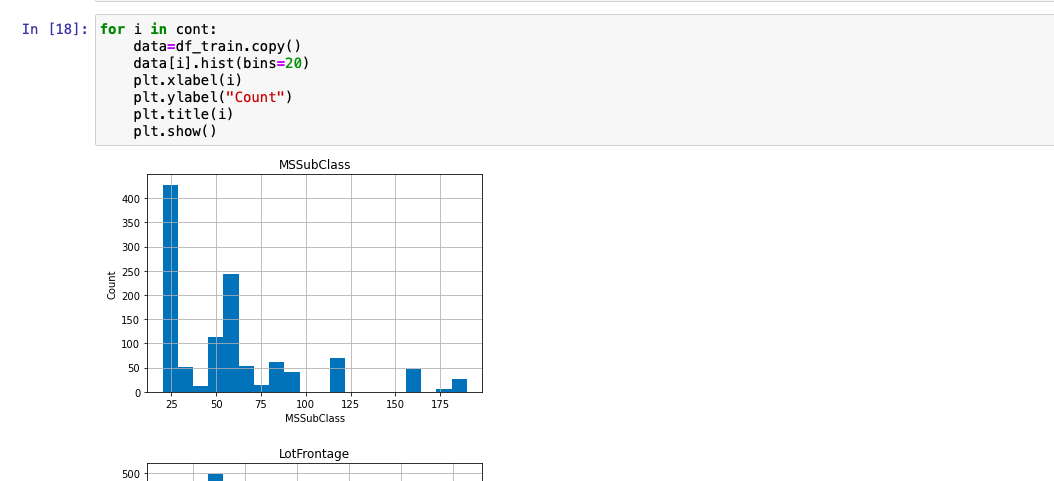 In [18]: for i in cont:
    data=df_train.copy()
    data[i].hist(bins=20)
    plt.xlabel(i)
    plt.ylabel("Count")
    plt.title(i)
    plt.show()
MSSubClass
400
350
300
250
200
150
100
50
0
Count
25 50 75 100 125 150 175
MSSubClass
LotFrontage
500